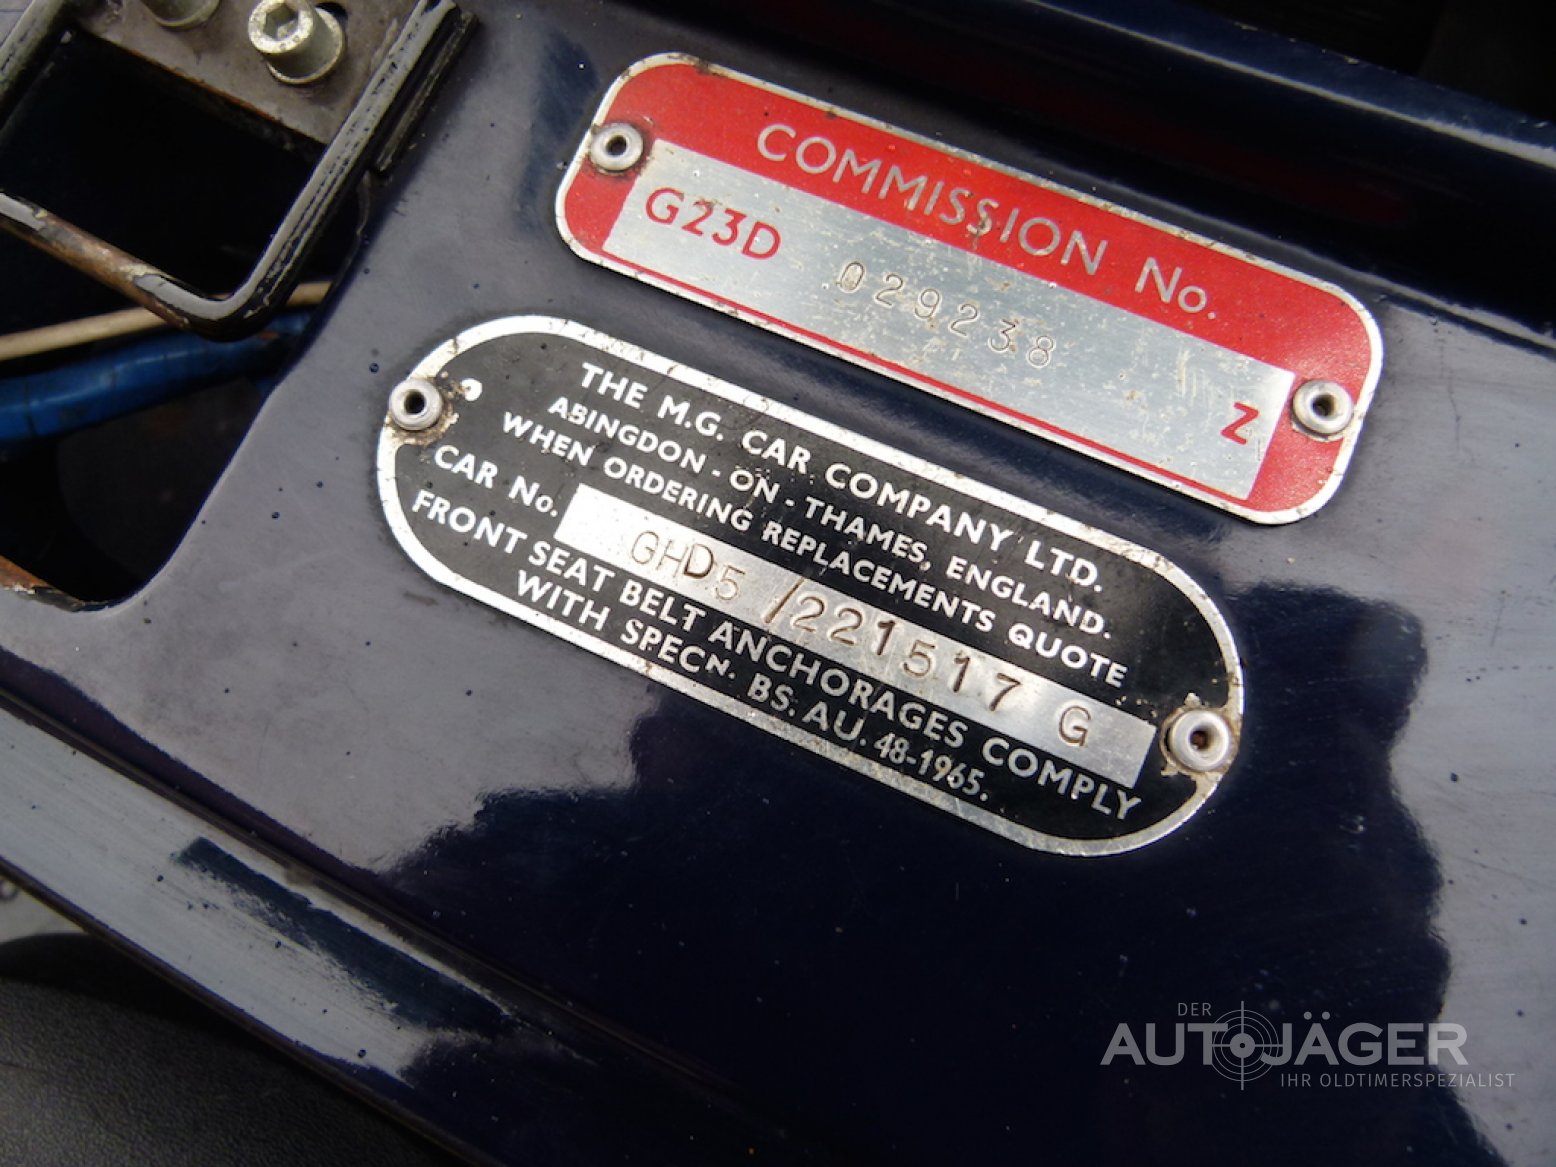 COMMISSION No.
G23D 029238 Z
THE M.G. CAR COMPANY LTD.
ABINGDON - ON - THAMES, ENGLAND.
WHEN ORDERING REPLACEMENTS QUOTE
CAR No. GHD5 /221517 G
FRONT SEAT BELT ANCHORAGES COMPLY
WITH SPECN. BS. AU. 48-1965.
DER
AUTOJÄGER
IHR OLDTIMERSPEZIALIST